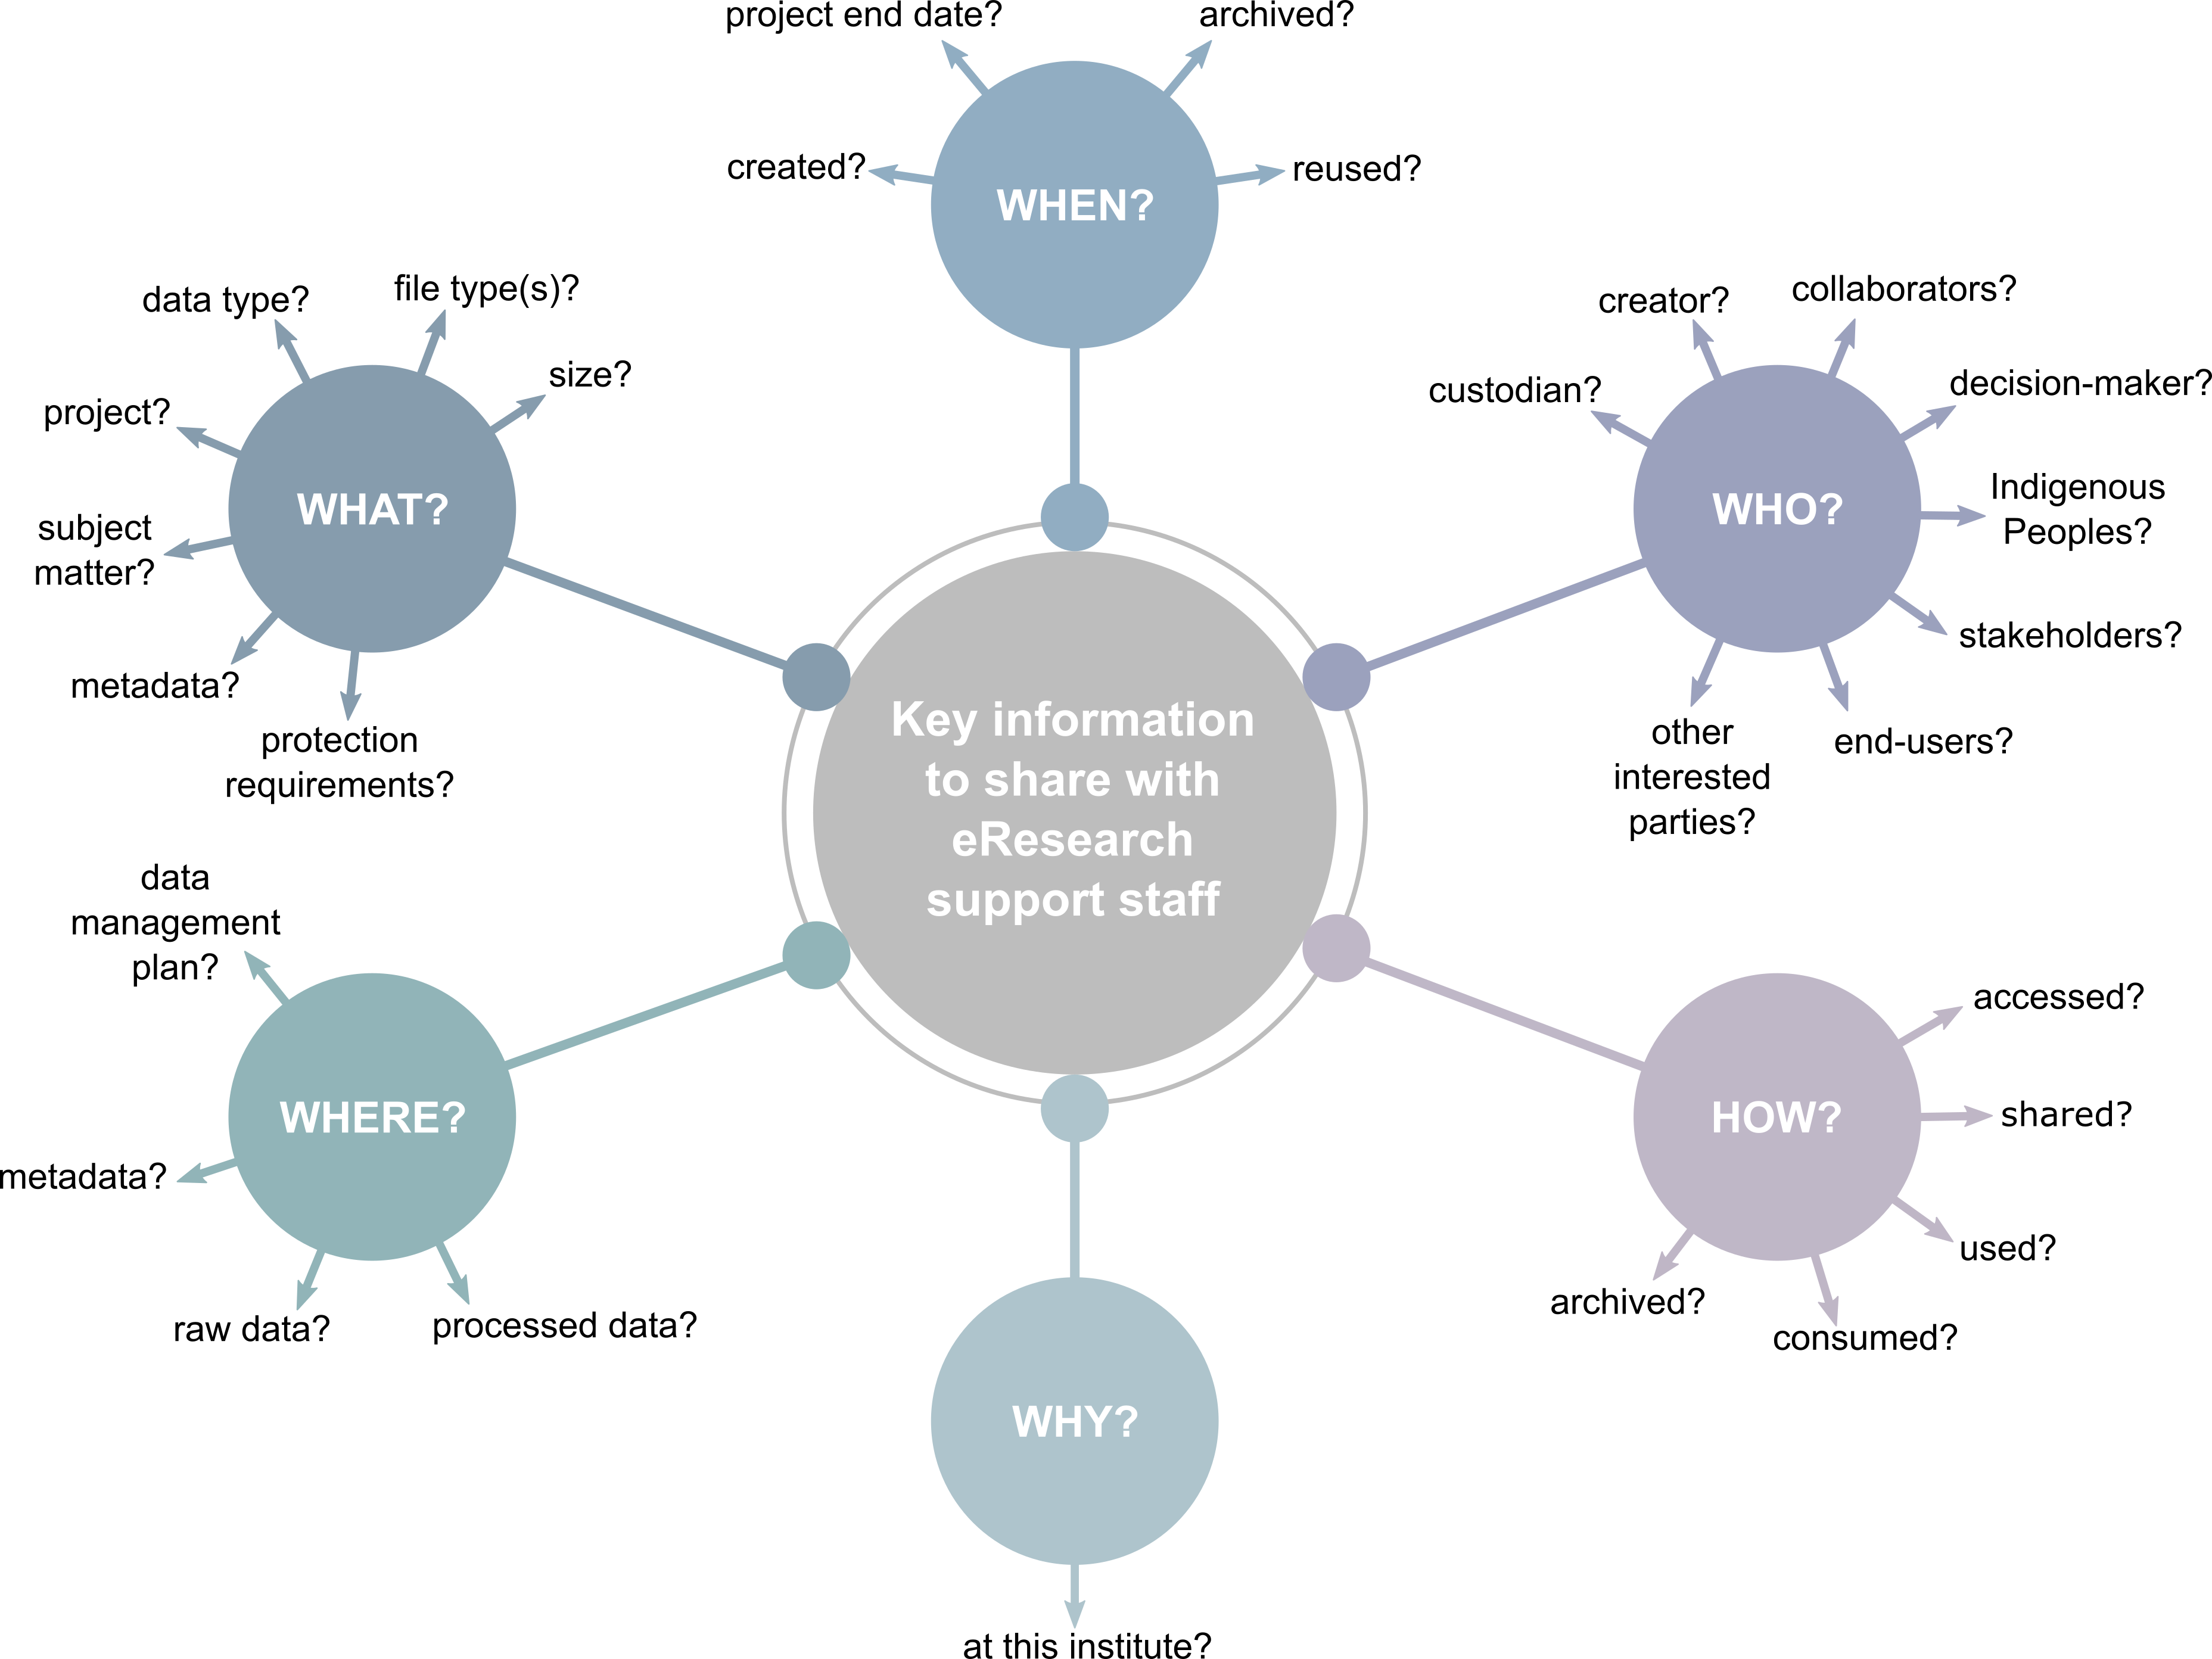 project end date?
archived?
created?
reused?
WHEN?
data type?
file type(s)?
size?
project?
subject
matter?
metadata?
protection
requirements?
WHAT?
creator?
collaborators?
custodian?
decision-maker?
Indigenous
Peoples?
stakeholders?
end-users?
other
interested
parties?
WHO?
Key information
to share with
eResearch
support staff
data
management
plan?
metadata?
raw data?
processed data?
WHERE?
accessed?
shared?
used?
consumed?
archived?
HOW?
WHY?
at this institute?